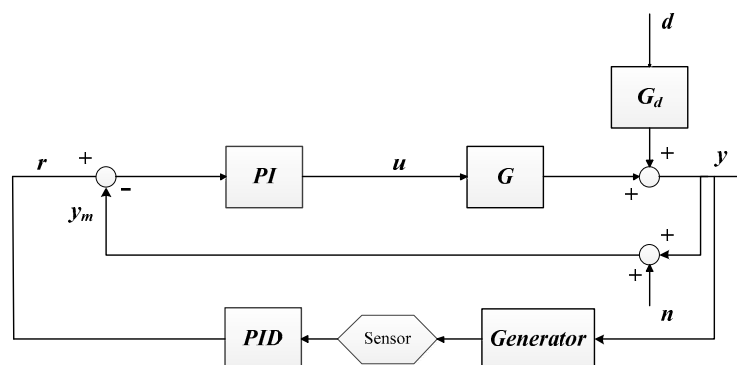 d
G_d
+
r
+
PI
u
G
+
y
-
y_m
+
+
n
PID
Sensor
Generator